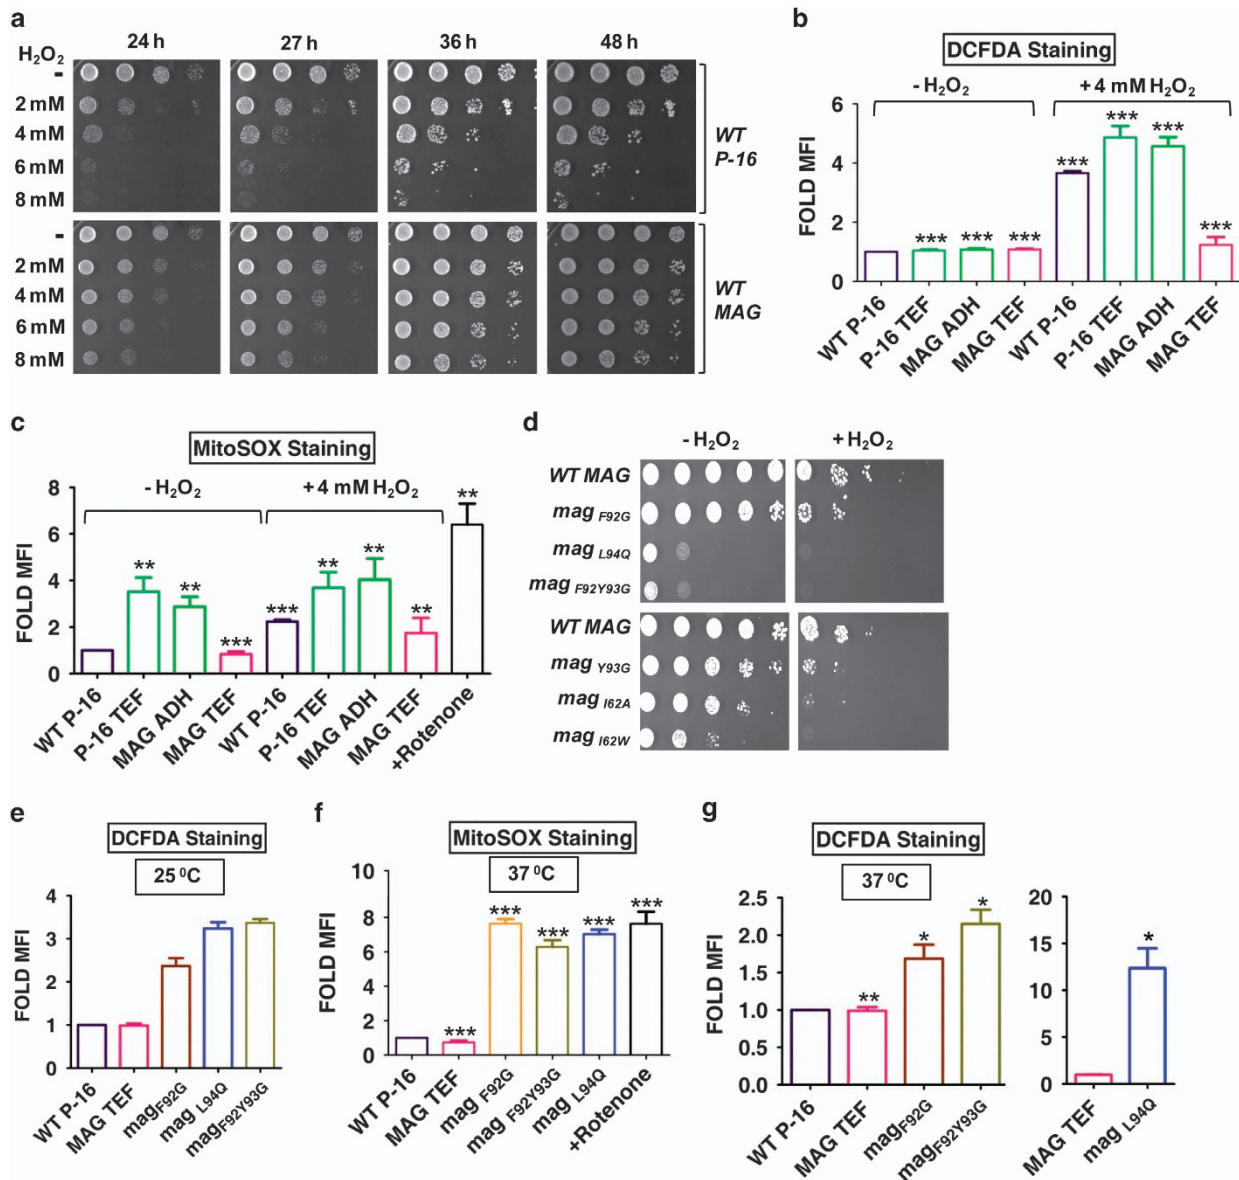 a
24 h 27 h 36 h 48 h
H₂O₂
-
2 mM
4 mM
6 mM
8 mM
WT
P-16
-
2 mM
4 mM
6 mM
8 mM
WT
MAG
b
DCFDA Staining
- H₂O₂ + 4 mM H₂O₂
FOLD MFI
6
4
2
0
*** *** *** *** *** *** ***
WT P-16 P-16 TEF MAG ADH MAG TEF WT P-16 P-16 TEF MAG ADH MAG TEF
c
MitoSOX Staining
- H₂O₂ + 4 mM H₂O₂
FOLD MFI
8
6
4
2
0
** ** *** *** ** ** ** **
WT P-16 P-16 TEF MAG ADH MAG TEF WT P-16 P-16 TEF MAG ADH MAG TEF +Rotenone
d
- H₂O₂ + H₂O₂
WT MAG
mag F92G
mag L94Q
mag F92Y93G
WT MAG
mag Y93G
mag I62A
mag I62W
e
DCFDA Staining
25 ⁰C
FOLD MFI
4
3
2
1
0
WT P-16 MAG TEF magF92G mag L94Q magF92Y93G
f
MitoSOX Staining
37 ⁰C
FOLD MFI
10
8
6
4
2
0
*** *** *** *** ***
WT P-16 MAG TEF mag F92G mag F92Y93G mag L94Q +Rotenone
g
DCFDA Staining
37 ⁰C
FOLD MFI
2.5
2.0
1.5
1.0
0.5
0.0
** * *
WT P-16 MAG TEF magF92G magF92Y93G
20
15
10
5
0
*
MAG TEF mag L94Q